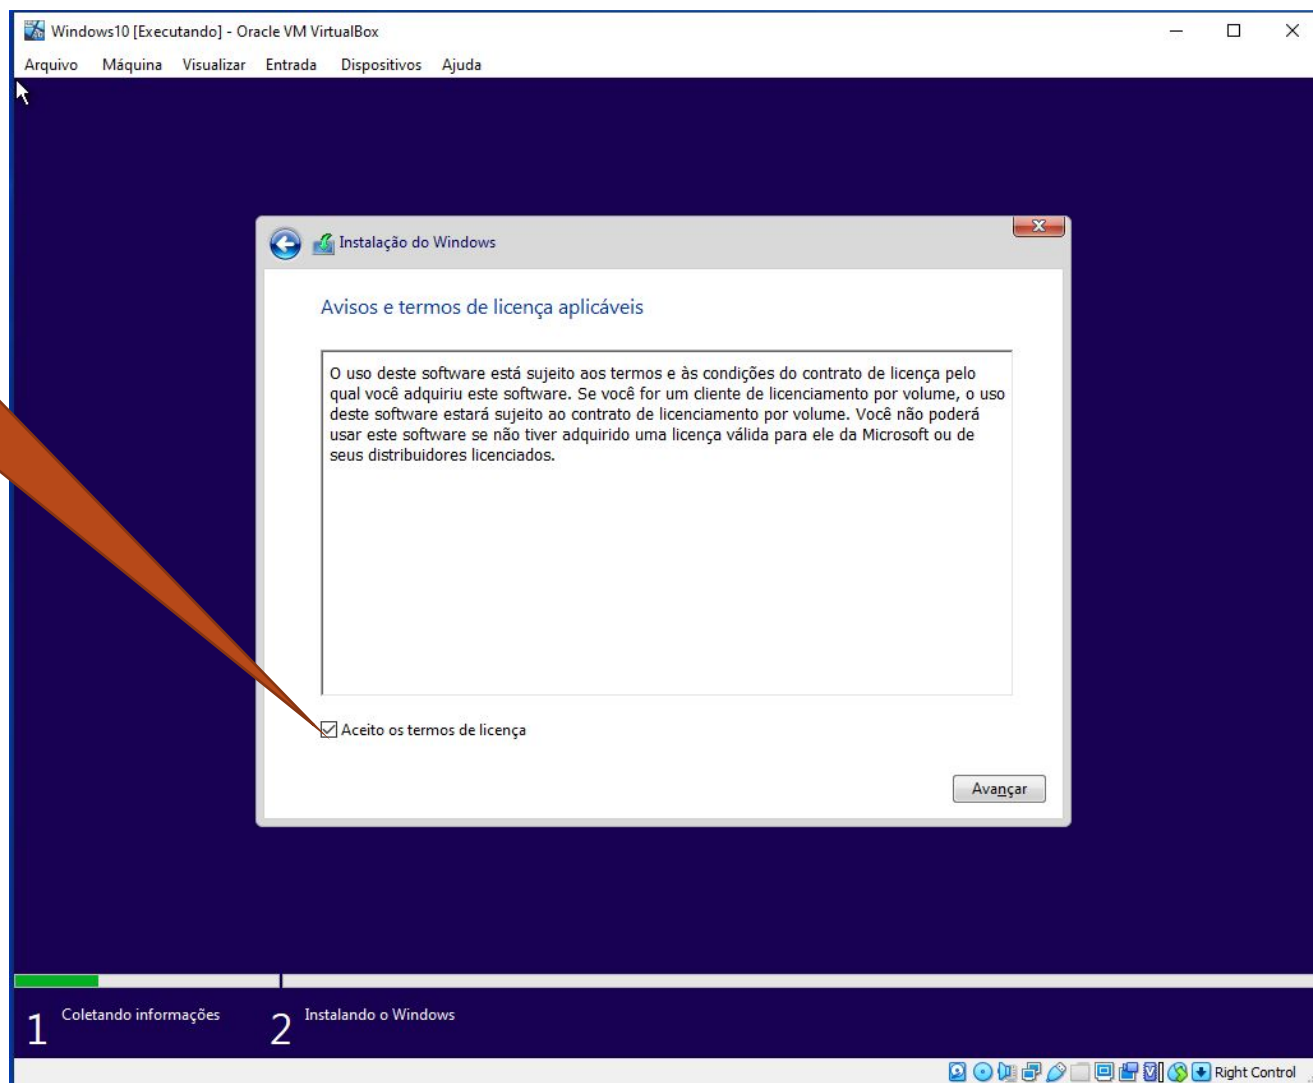 Windows10 [Executando] - Oracle VM VirtualBox
Arquivo Máquina Visualizar Entrada Dispositivos Ajuda
Instalação do Windows
Avisos e termos de licença aplicáveis
O uso deste software está sujeito aos termos e às condições do contrato de licença pelo
qual você adquiriu este software. Se você for um cliente de licenciamento por volume, o uso
deste software estará sujeito ao contrato de licenciamento por volume. Você não poderá
usar este software se não tiver adquirido uma licença válida para ele da Microsoft ou de
seus distribuidores licenciados.
Aceito os termos de licença
Avançar
1 Coletando informações 2 Instalando o Windows
Right Control